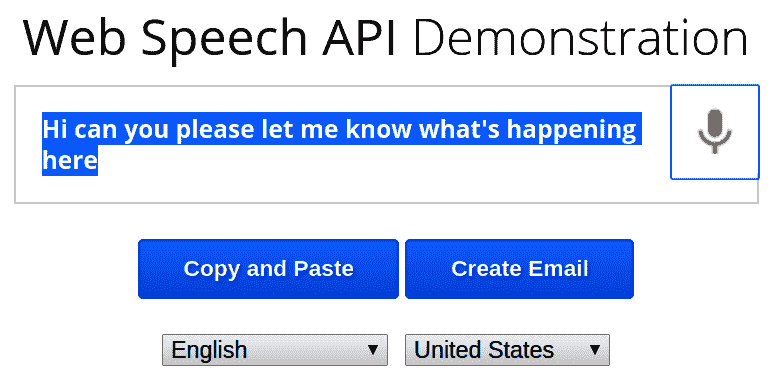 Web Speech API Demonstration
Hi can you please let me know what's happening
here
Copy and Paste
Create Email
English
United States